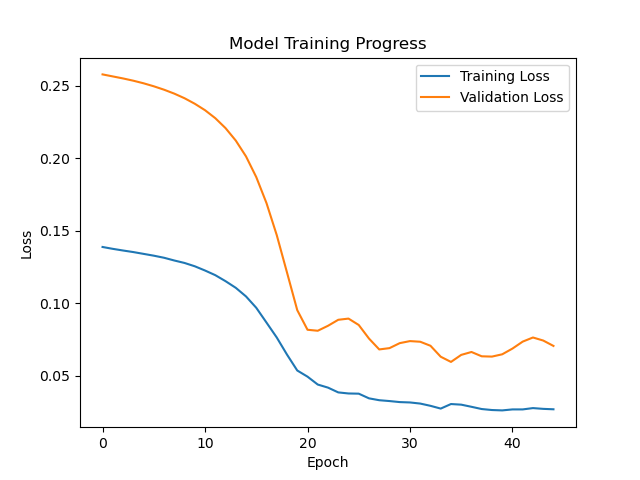 Model Training Progress
Training Loss
Validation Loss
0.25
0.20
0.15
0.10
0.05
Loss
0 10 20 30 40
Epoch